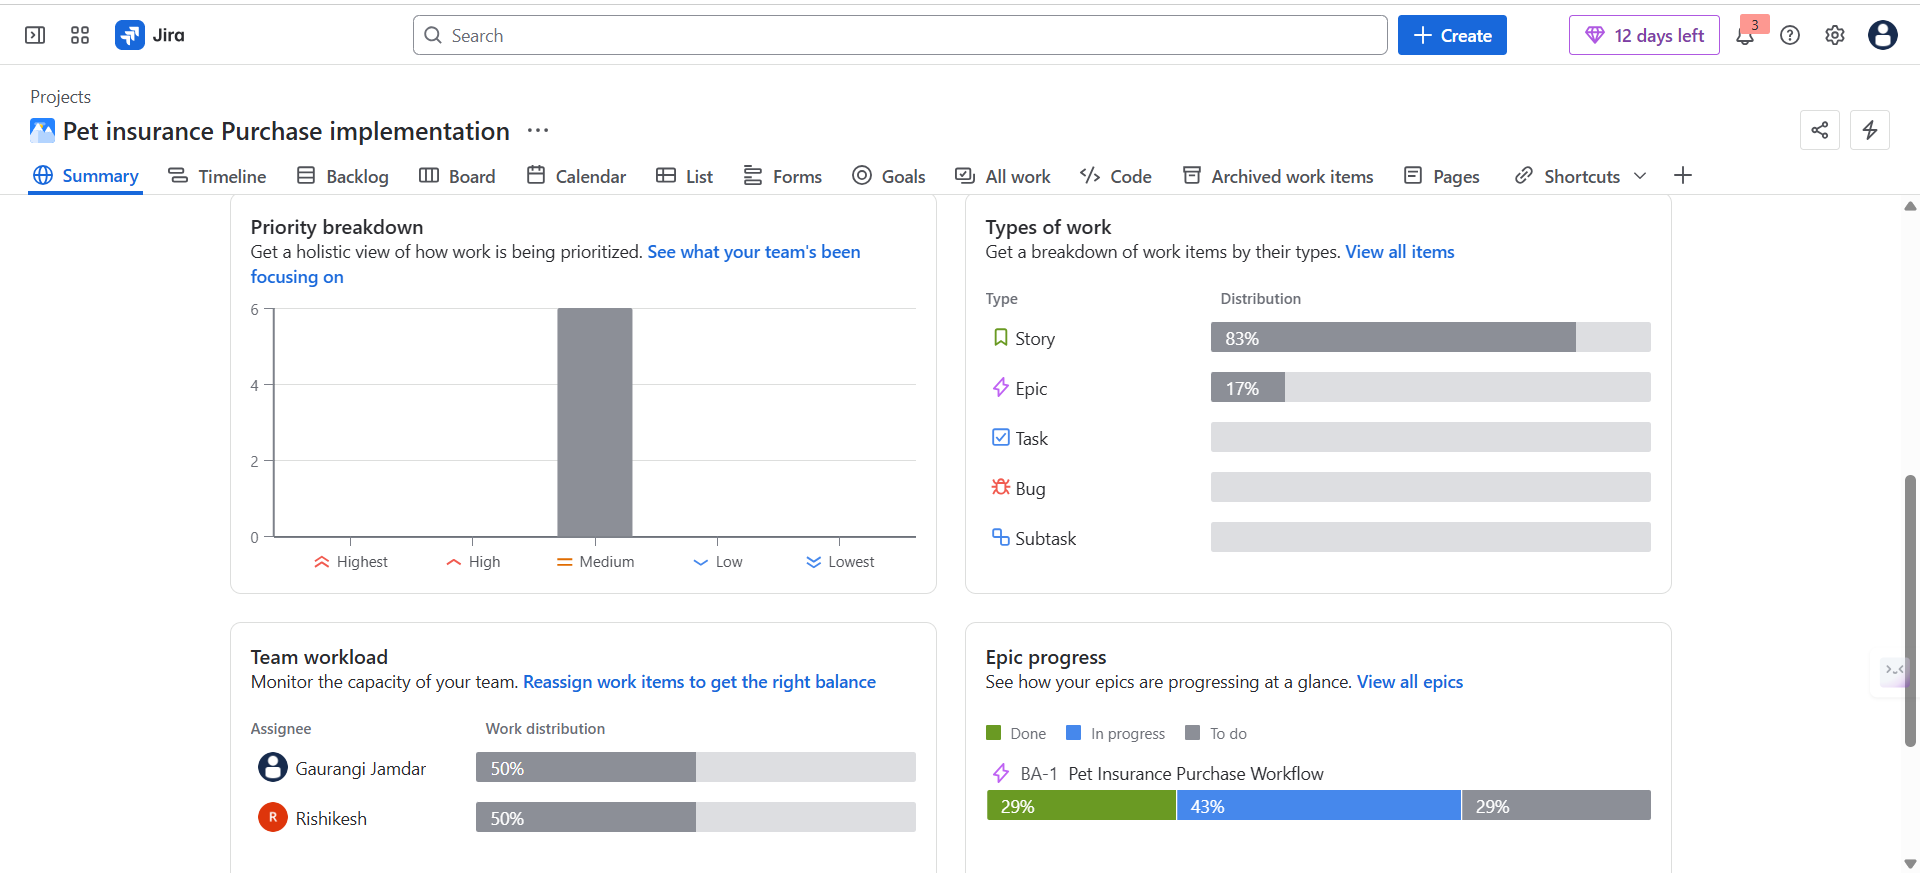 Jira
Search
Create
12 days left
3
Projects
Pet insurance Purchase implementation
Summary
Timeline
Backlog
Board
Calendar
List
Forms
Goals
All work
Code
Archived work items
Pages
Shortcuts
Priority breakdown
Get a holistic view of how work is being prioritized. See what your team's been
focusing on
6
4
2
0
Highest
High
Medium
Low
Lowest
Types of work
Get a breakdown of work items by their types. View all items
Type
Distribution
Story
83%
Epic
17%
Task
Bug
Subtask
Team workload
Monitor the capacity of your team. Reassign work items to get the right balance
Assignee
Work distribution
Gaurangi Jamdar
50%
R
Rishikesh
50%
Epic progress
See how your epics are progressing at a glance. View all epics
Done
In progress
To do
BA-1 Pet Insurance Purchase Workflow
29%
43%
29%